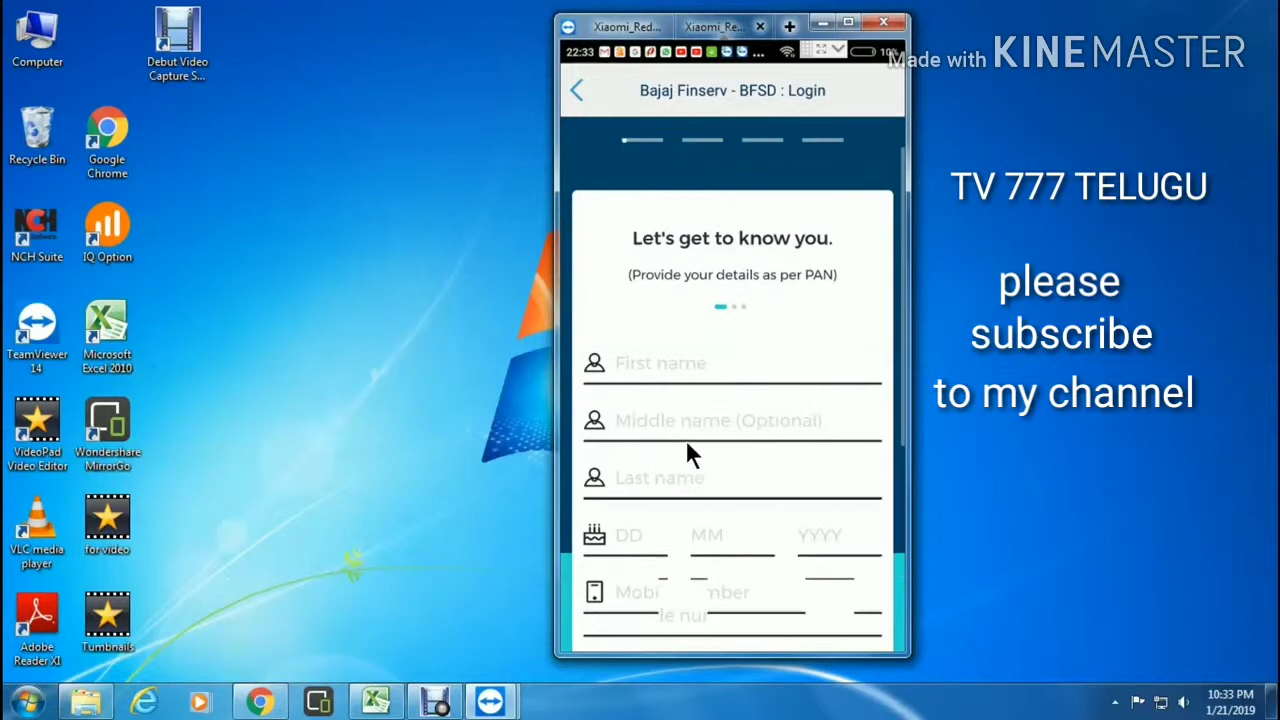 Computer
Debut Video
Capture S...
Recycle Bin
Google
Chrome
NCH
NCH Suite
IQ Option
TeamViewer
14
Microsoft
Excel 2010
VideoPad
Video Editor
Wondershare
MirrorGo
VLC media
player
for video
Adobe
Reader XI
Tumbnails
Xiaomi_Red...
Xiaomi_Re...
22:33
10%
Bajaj Finserv - BFSD : Login
Let's get to know you.
(Provide your details as per PAN)
First name
Middle name (Optional)
Last name
DD MM YYYY
Made with KINEMASTER
TV 777 TELUGU
please
subscribe
to my channel
10:33 PM
1/21/2019